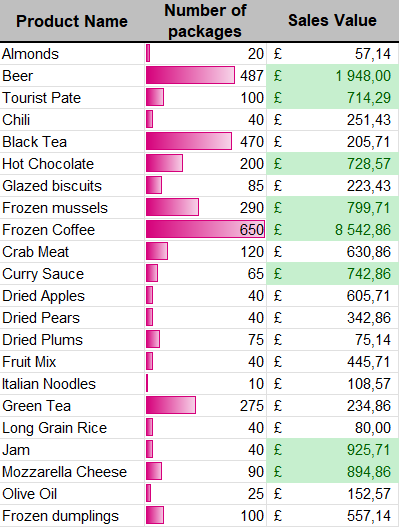 Product Name Number of packages Sales Value
Almonds 20 £ 57,14
Beer 487 £ 1 948,00
Tourist Pate 100 £ 714,29
Chili 40 £ 251,43
Black Tea 470 £ 205,71
Hot Chocolate 200 £ 728,57
Glazed biscuits 85 £ 223,43
Frozen mussels 290 £ 799,71
Frozen Coffee 650 £ 8 542,86
Crab Meat 120 £ 630,86
Curry Sauce 65 £ 742,86
Dried Apples 40 £ 605,71
Dried Pears 40 £ 342,86
Dried Plums 75 £ 75,14
Fruit Mix 40 £ 445,71
Italian Noodles 10 £ 108,57
Green Tea 275 £ 234,86
Long Grain Rice 40 £ 80,00
Jam 40 £ 925,71
Mozzarella Cheese 90 £ 894,86
Olive Oil 25 £ 152,57
Frozen dumplings 100 £ 557,14